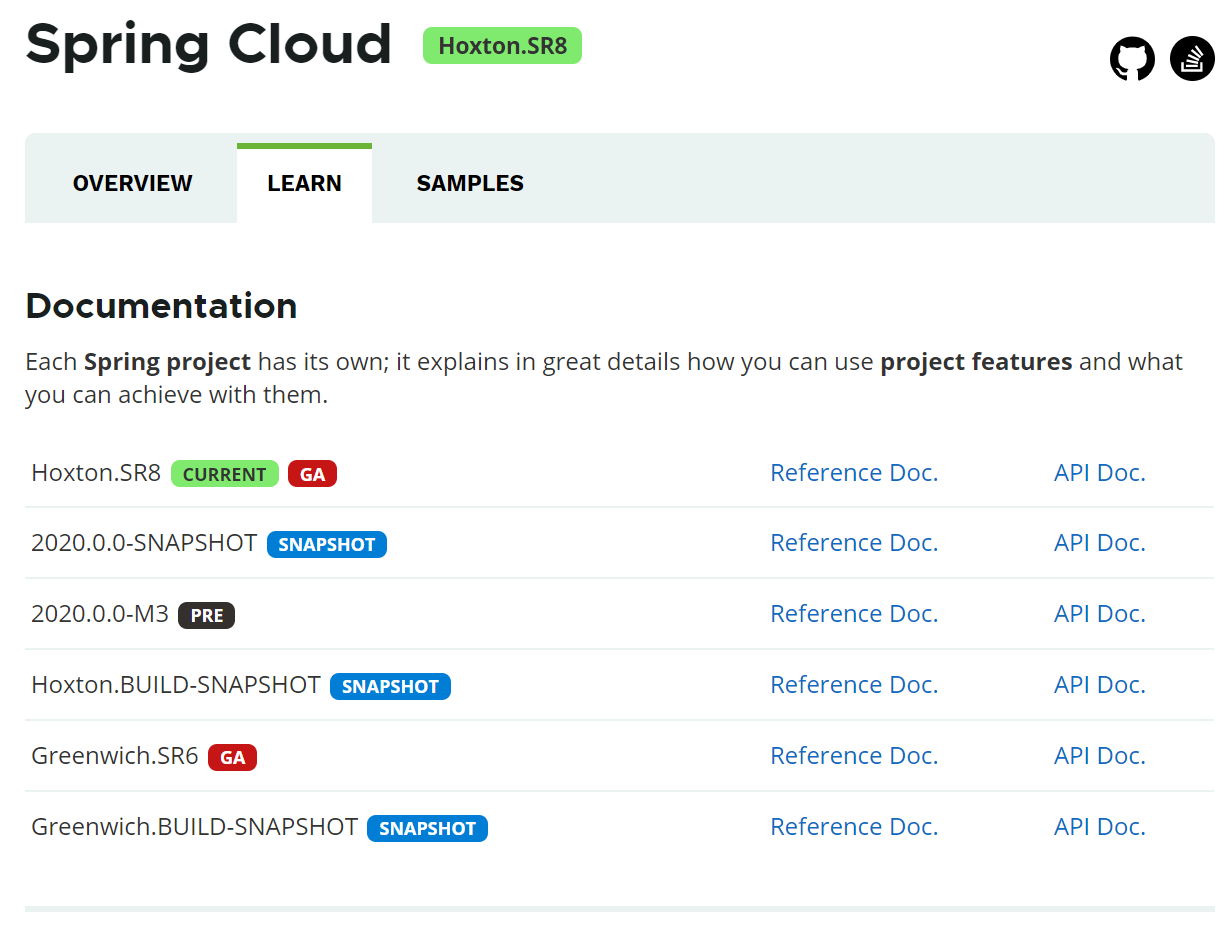 Spring Cloud Hoxton.SR8
OVERVIEW LEARN SAMPLES
Documentation
Each Spring project has its own; it explains in great details how you can use project features and what
you can achieve with them.
Hoxton.SR8 CURRENT GA Reference Doc. API Doc.
2020.0.0-SNAPSHOT SNAPSHOT Reference Doc. API Doc.
2020.0.0-M3 PRE Reference Doc. API Doc.
Hoxton.BUILD-SNAPSHOT SNAPSHOT Reference Doc. API Doc.
Greenwich.SR6 GA Reference Doc. API Doc.
Greenwich.BUILD-SNAPSHOT SNAPSHOT Reference Doc. API Doc.